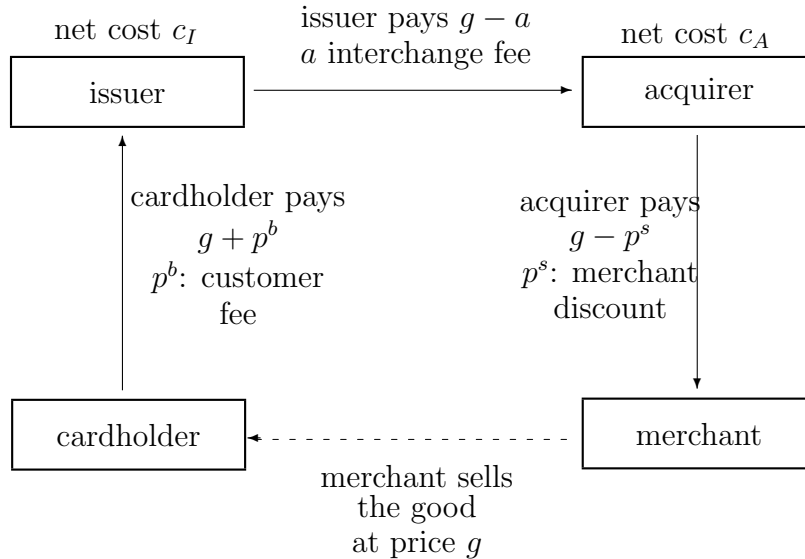 net cost c_I
issuer pays g − a
a interchange fee
net cost c_A
issuer
acquirer
cardholder pays
g + p^b
p^b: customer
fee
acquirer pays
g − p^s
p^s: merchant
discount
cardholder
merchant
merchant sells
the good
at price g